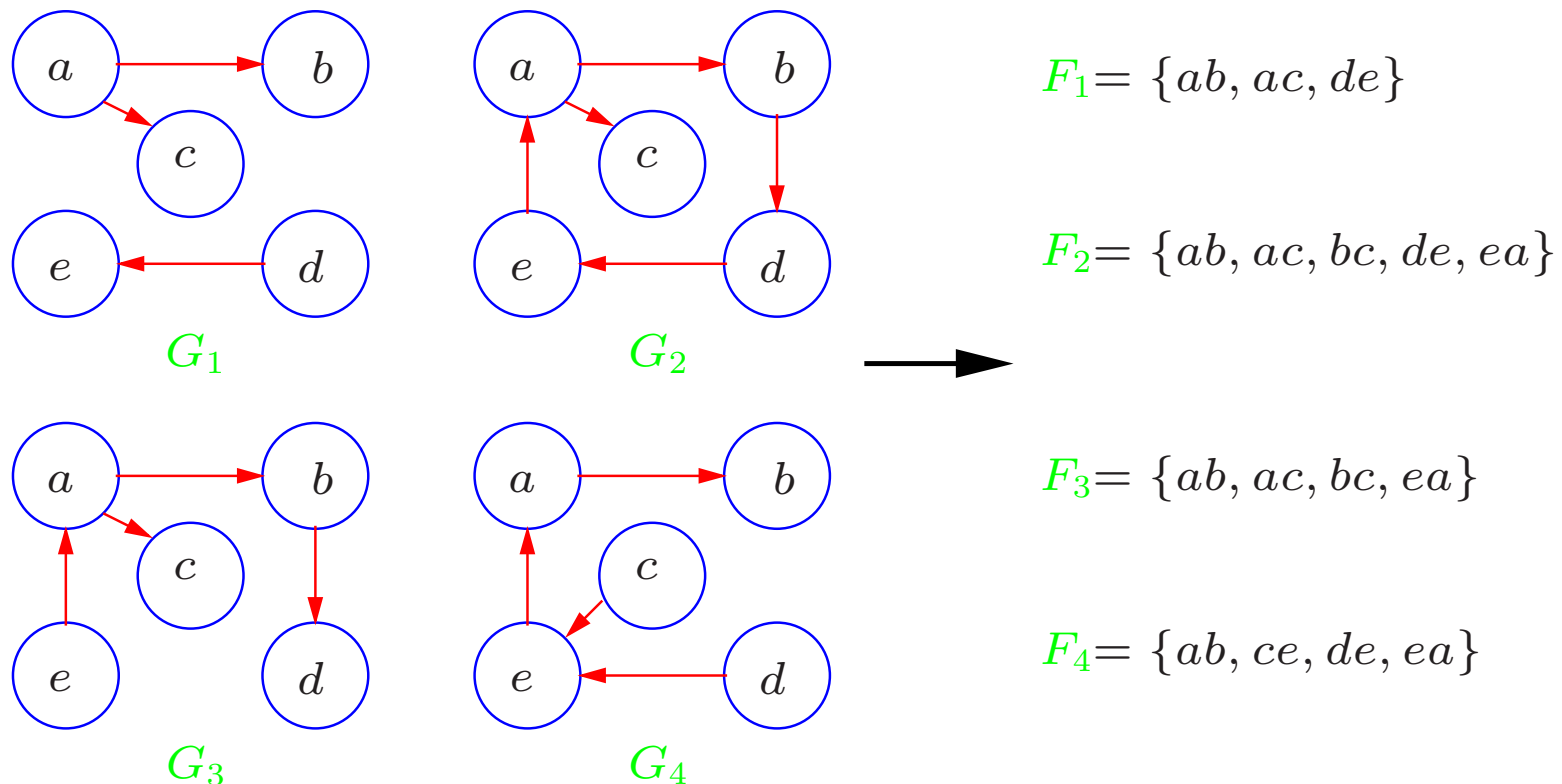 a b
c
e d
G₁
a b
c
e d
G₂
a b
c
e d
G₃
a b
c
e d
G₄
F₁= {ab, ac, de}
F₂= {ab, ac, bc, de, ea}
F₃= {ab, ac, bc, ea}
F₄= {ab, ce, de, ea}